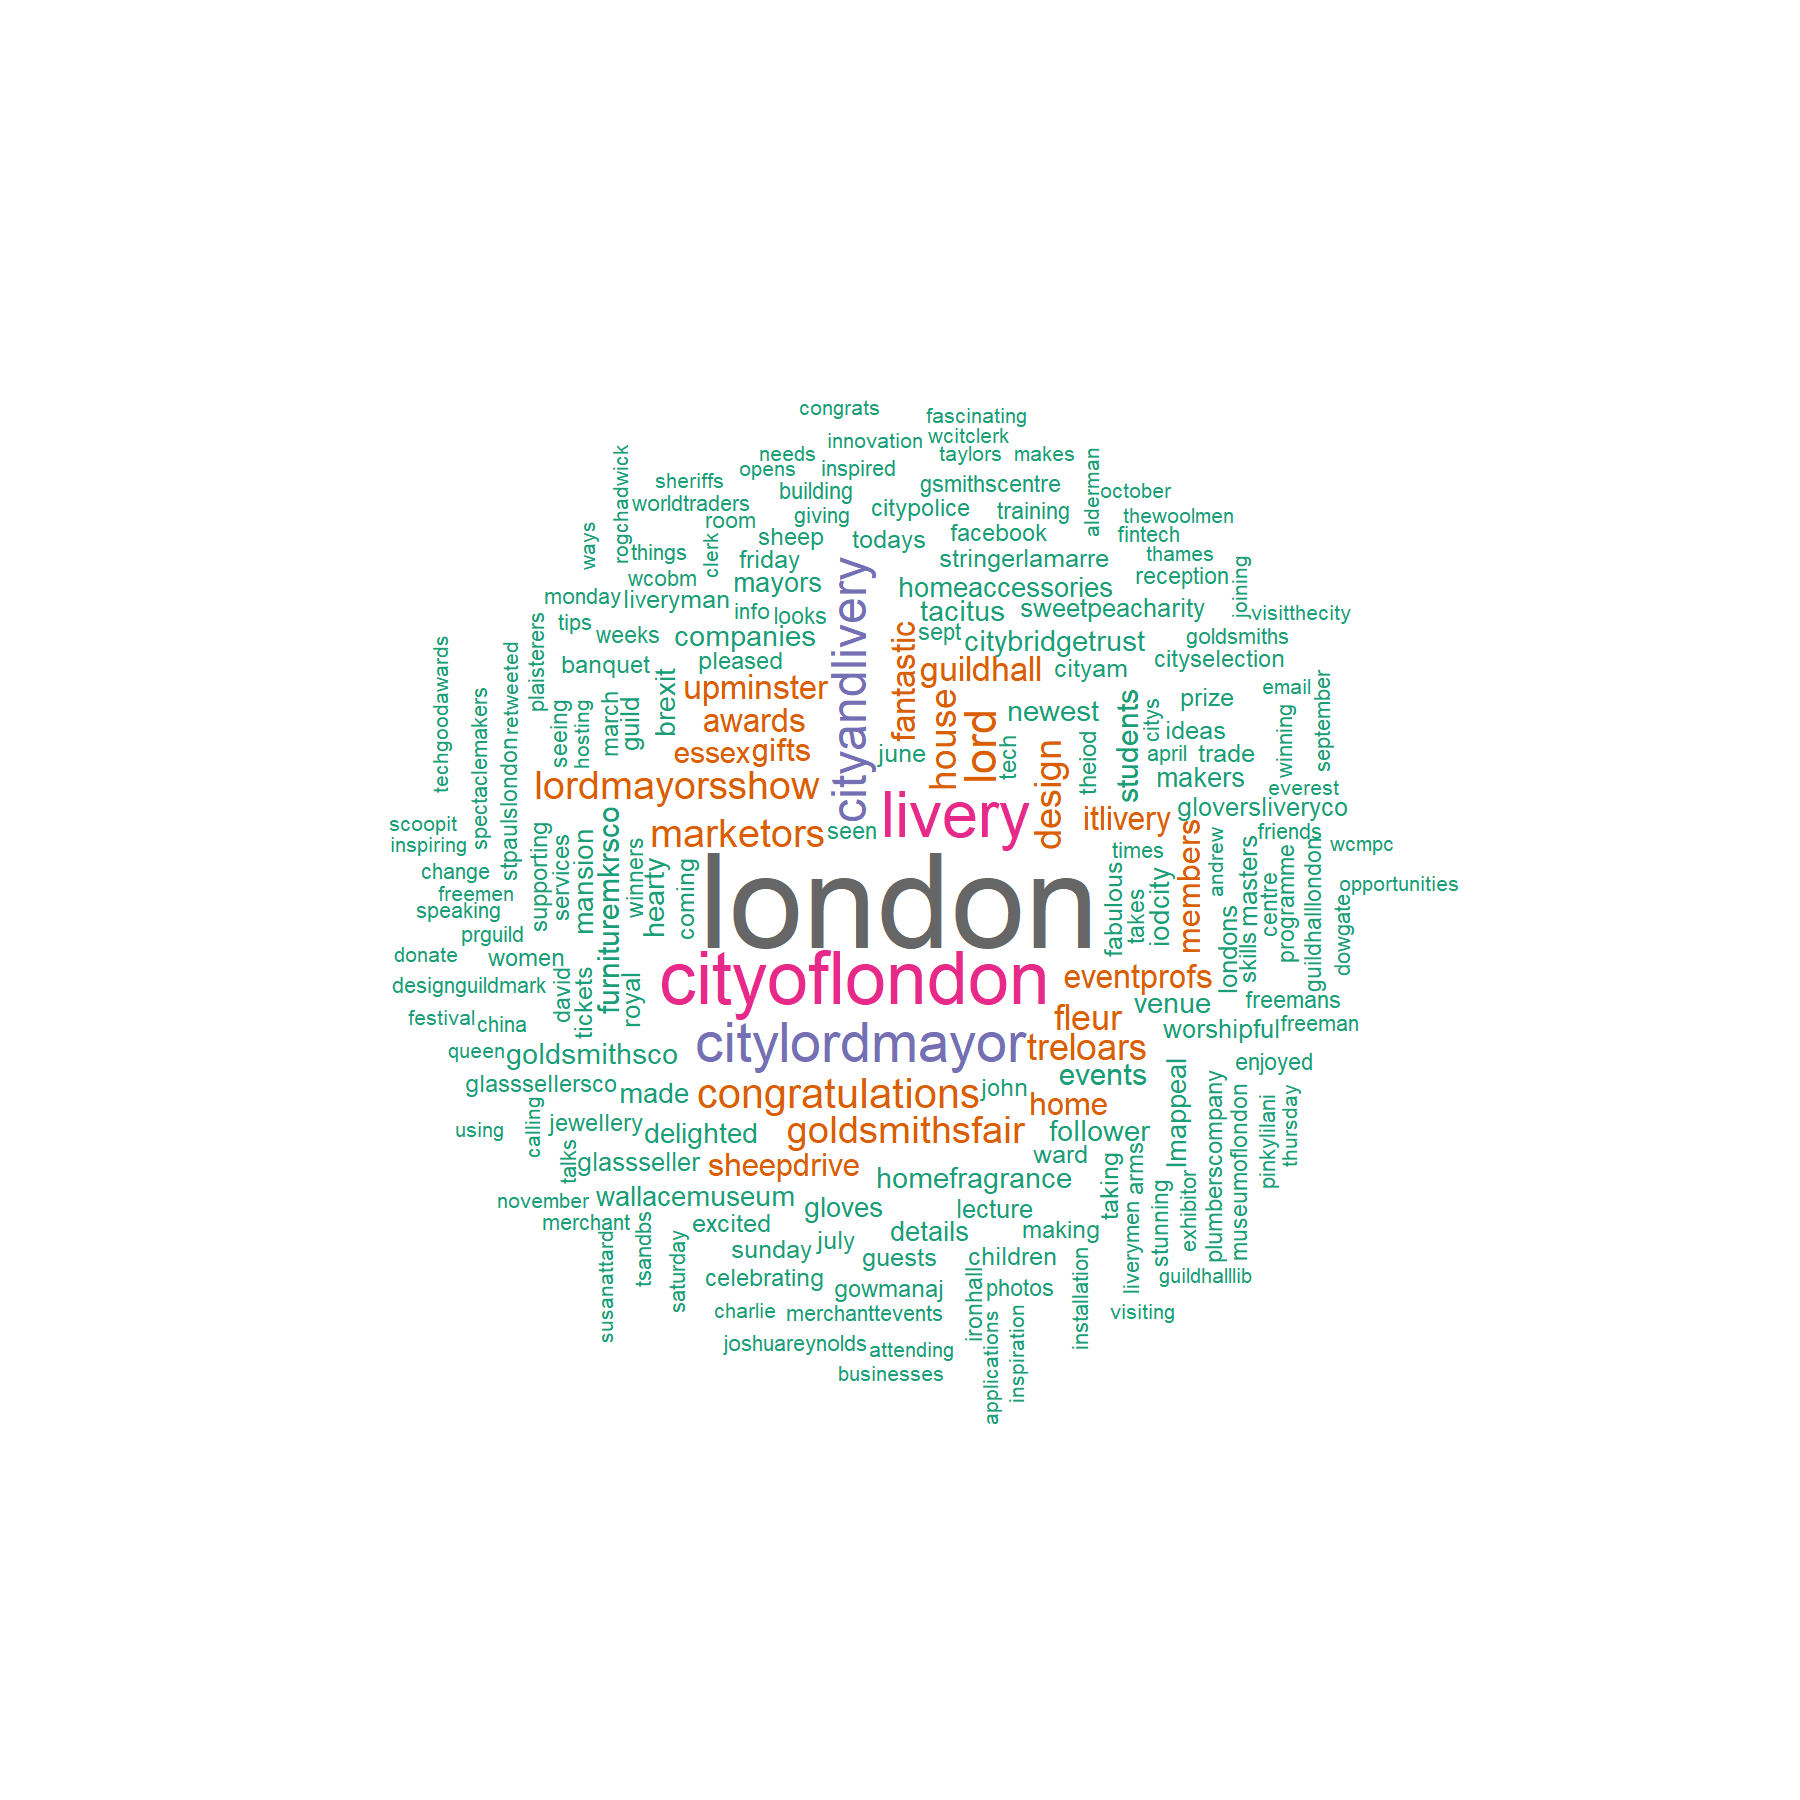 congrats
fascinating
innovation
wcitclerk
needs
taylors
makes
rogchadwick
sheriffs
opens
inspired
alderman
worldtraders
building
gsmithscentre
october
room
giving
citypolice
training
thewoolmen
ways
things
clerk
sheep
todays
facebook
fintech
wcobm
friday
stringerlamarre
thames
monday
liveryman
mayors
cityandlivery
homeaccessories
reception
joining
tips
weeks
info
looks
tacitus
sweetpeacharity
visitthecity
techgoodawards
retweeted
plaisterers
companies
fantastic
sept
citybridgetrust
goldsmiths
banquet
pleased
guildhall
cityam
cityselection
spectaclemakers
stpaulslondon
seeing
hosting
march
guild
brexit
upminster
house
lord
newest
students
citys
prize
email
september
awards
june
tech
design
theiod
ideas
winning
essex
gifts
april
trade
lordmayorsshow
livery
makers
everest
scoopit
marketors
seen
itlivery
gloversliveryco
inspiring
supporting
services
mansion
furnituremkrsco
winners
hearty
coming
london
times
members
andrew
friends
wcmpc
change
fabulous
takes
iodcity
masters
centre
programme
guildhalllondon
opportunities
freemen
speaking
londons
skills
dowgate
prguild
donate
women
cityoflondon
eventprofs
designguildmark
david
tickets
royal
venue
freemans
festival
china
fleur
worshipful
freeman
queen
goldsmithsco
citylordmayor
treloars
enjoyed
glasssellersco
made
congratulations
john
events
lmappeal
home
plumberscompany
museumoflondon
pinkylilani
thursday
using
calling
jewellery
delighted
goldsmithsfair
follower
talks
glassseller
sheepdrive
ward
arms
november
wallacemuseum
homefragrance
taking
merchant
excited
gloves
lecture
making
liverymen
stunning
exhibitor
susanattard
tsandbs
saturday
sunday
july
details
guests
children
installation
guildhalllib
celebrating
gowmanaj
ironhall
photos
charlie
merchanttevents
visiting
joshuareynolds
attending
applications
inspiration
businesses